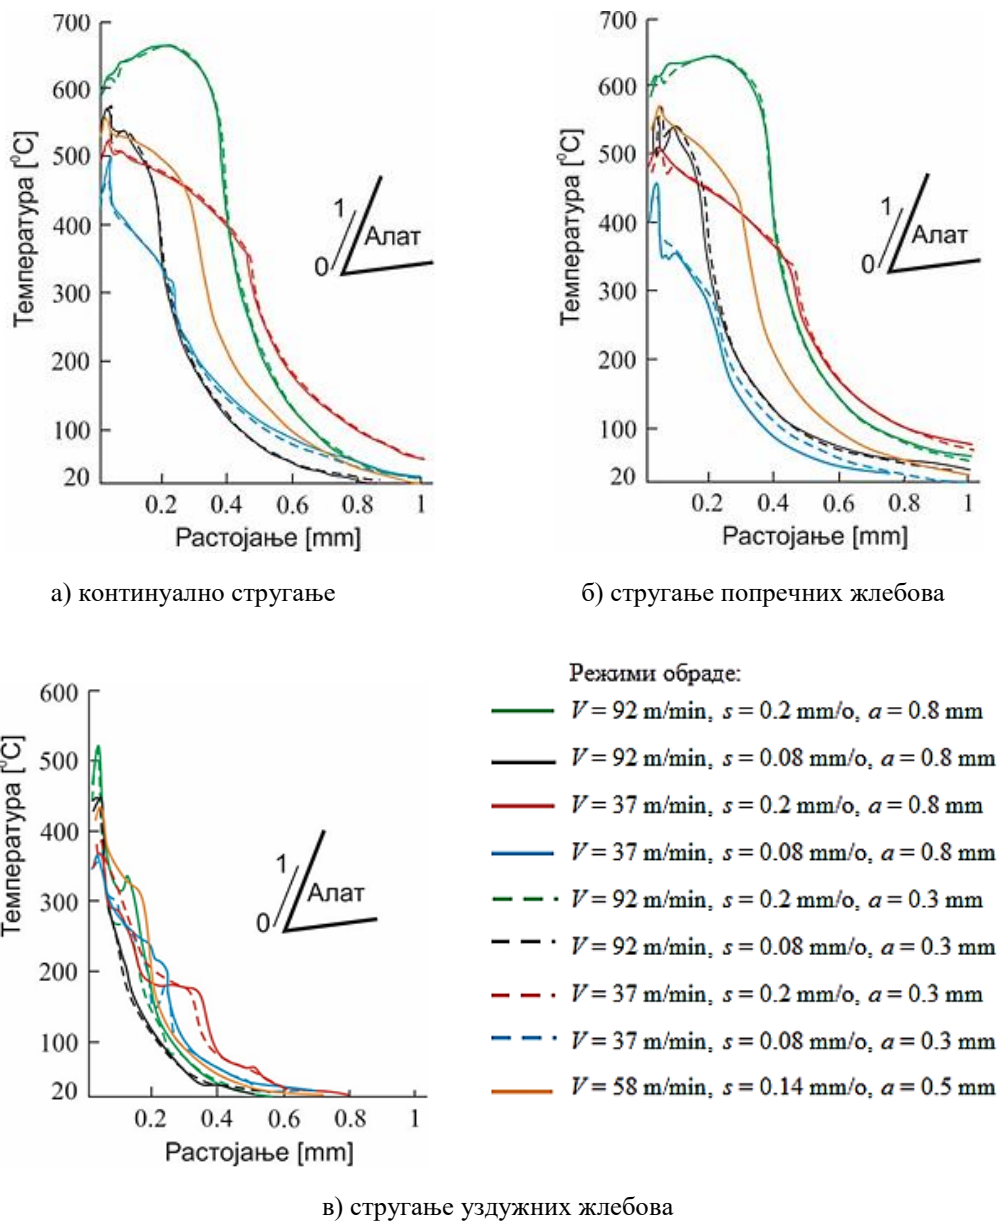 700
600
500
400
300
200
100
20
Температура [⁰C]
1
0
Алат
0.2 0.4 0.6 0.8 1
Растојање [mm]
700
600
500
400
300
200
100
20
Температура [⁰C]
1
0
Алат
0.2 0.4 0.6 0.8 1
Растојање [mm]
а) континуално стругање
б) стругање попречних жлебова
600
500
400
300
200
100
20
Температура [⁰C]
1
0
Алат
0.2 0.4 0.6 0.8 1
Растојање [mm]
Режими обраде:
V = 92 m/min, s = 0.2 mm/o, a = 0.8 mm
V = 92 m/min, s = 0.08 mm/o, a = 0.8 mm
V = 37 m/min, s = 0.2 mm/o, a = 0.8 mm
V = 37 m/min, s = 0.08 mm/o, a = 0.8 mm
V = 92 m/min, s = 0.2 mm/o, a = 0.3 mm
V = 92 m/min, s = 0.08 mm/o, a = 0.3 mm
V = 37 m/min, s = 0.2 mm/o, a = 0.3 mm
V = 37 m/min, s = 0.08 mm/o, a = 0.3 mm
V = 58 m/min, s = 0.14 mm/o, a = 0.5 mm
в) стругање уздужних жлебова